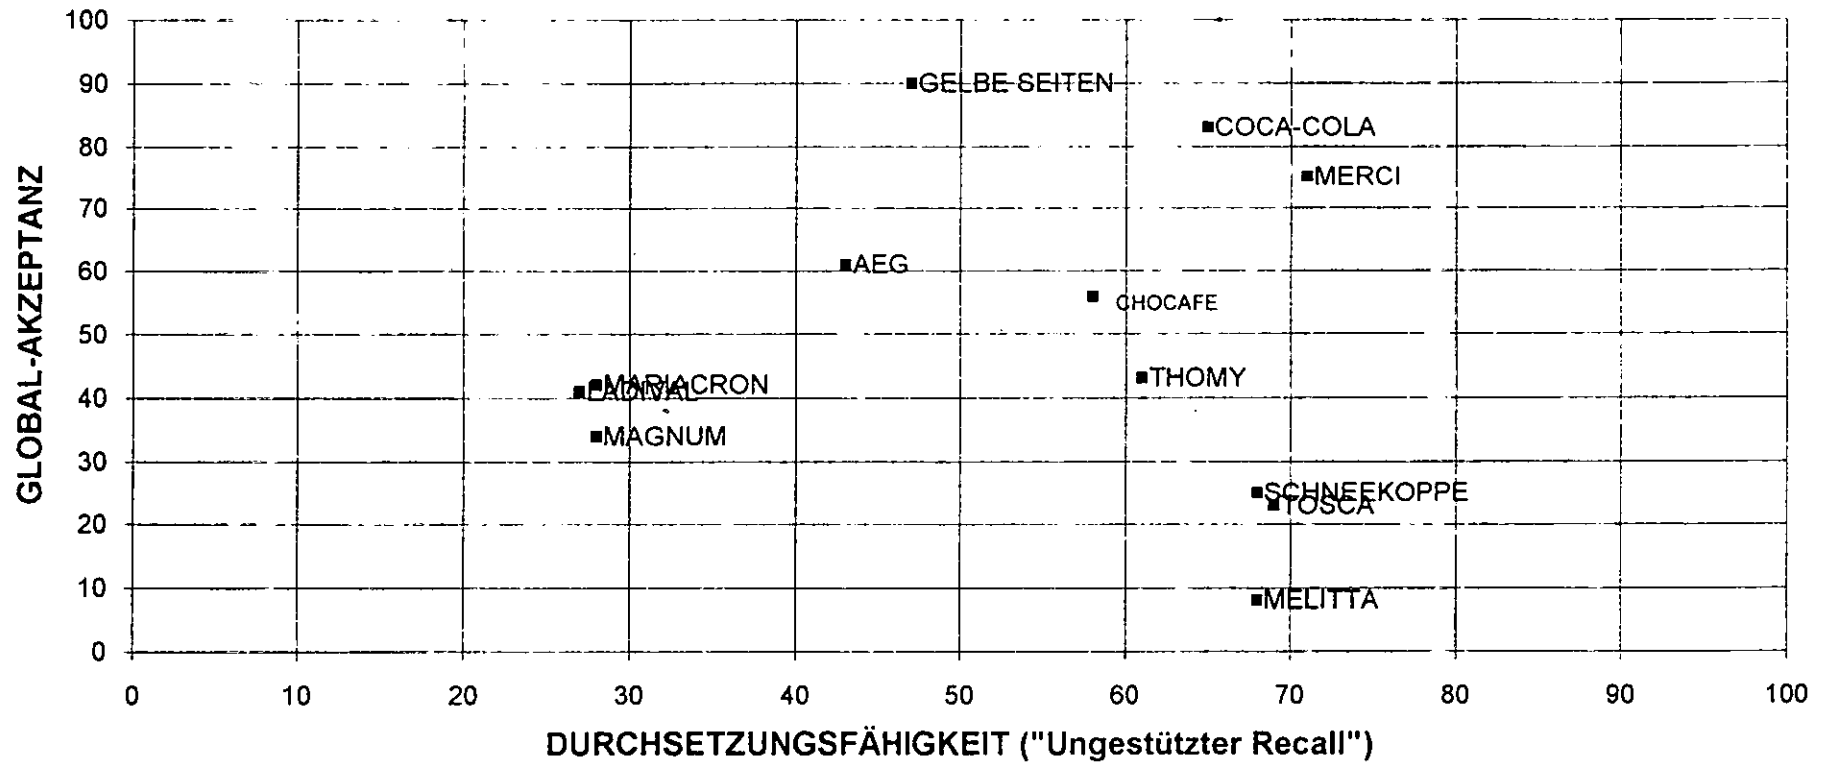 GLOBAL-AKZEPTANZ
100
90
80
70
60
50
40
30
20
10
0
GELBE SEITEN
COCA-COLA
MERCI
AEG
CHOCAFE
MARIACRON
LADIVAL
THOMY
MAGNUM
SCHNEEKOPPE
TOSCA
MELITTA
0 10 20 30 40 50 60 70 80 90 100
DURCHSETZUNGSFÄHIGKEIT ("Ungestützter Recall")